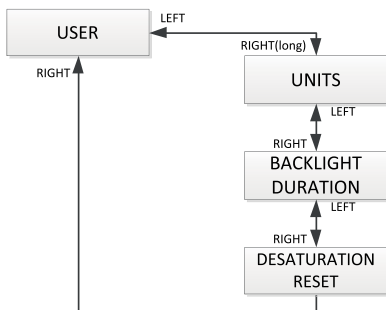 LEFT
USER
RIGHT(long)
RIGHT
UNITS
LEFT
RIGHT
BACKLIGHT
DURATION
LEFT
RIGHT
DESATURATION
RESET